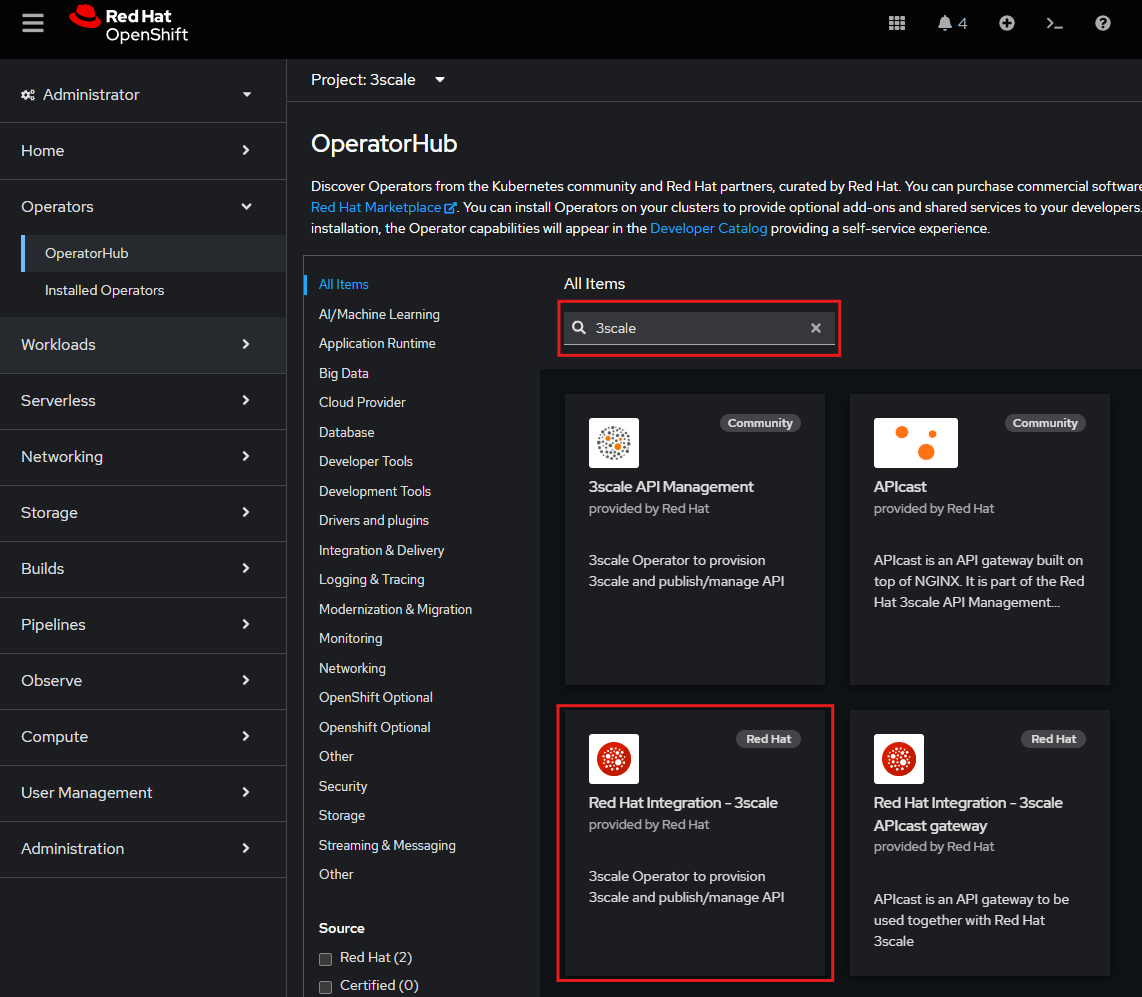 Red Hat
OpenShift
4
Administrator
Home
Operators
OperatorHub
Installed Operators
Workloads
Serverless
Networking
Storage
Builds
Pipelines
Observe
Compute
User Management
Administration
Project: 3scale
OperatorHub
Discover Operators from the Kubernetes community and Red Hat partners, curated by Red Hat. You can purchase commercial software
Red Hat Marketplace. You can install Operators on your clusters to provide optional add-ons and shared services to your developers.
installation, the Operator capabilities will appear in the Developer Catalog providing a self-service experience.
All Items
AI/Machine Learning
Application Runtime
Big Data
Cloud Provider
Database
Developer Tools
Development Tools
Drivers and plugins
Integration & Delivery
Logging & Tracing
Modernization & Migration
Monitoring
Networking
OpenShift Optional
Openshift Optional
Other
Security
Storage
Streaming & Messaging
Other
Source
Red Hat (2)
Certified (0)
All Items
3scale
Community
3scale API Management
provided by Red Hat
3scale Operator to provision
3scale and publish/manage API
Community
APIcast
provided by Red Hat
APIcast is an API gateway built on
top of NGINX. It is part of the Red
Hat 3scale API Management...
Red Hat
Red Hat Integration - 3scale
provided by Red Hat
3scale Operator to provision
3scale and publish/manage API
Red Hat
Red Hat Integration - 3scale
APIcast gateway
provided by Red Hat
APIcast is an API gateway to be
used together with Red Hat
3scale